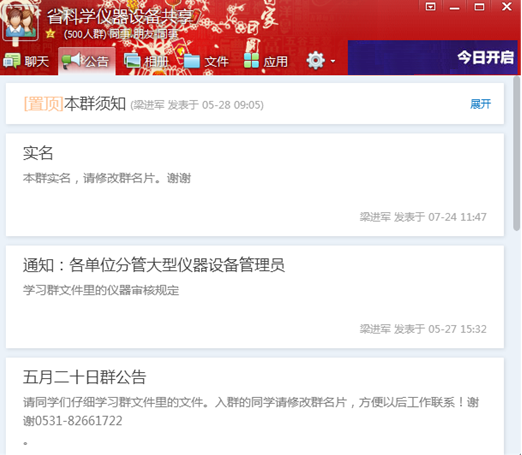 省科学仪器设备共享
(500人群) 同事·朋友|同事
聊天 公告 相册 文件 应用
今日开启
[置顶]本群须知 (梁进军 发表于 05-28 09:05) 展开
实名
本群实名，请修改群名片。谢谢
梁进军 发表于 07-24 11:47
通知：各单位分管大型仪器设备管理员
学习群文件里的仪器审核规定
梁进军 发表于 05-27 15:32
五月二十日群公告
请同学们仔细学习群文件里的文件。入群的同学请修改群名片，方便以后工作联系！谢
谢0531-82661722
。